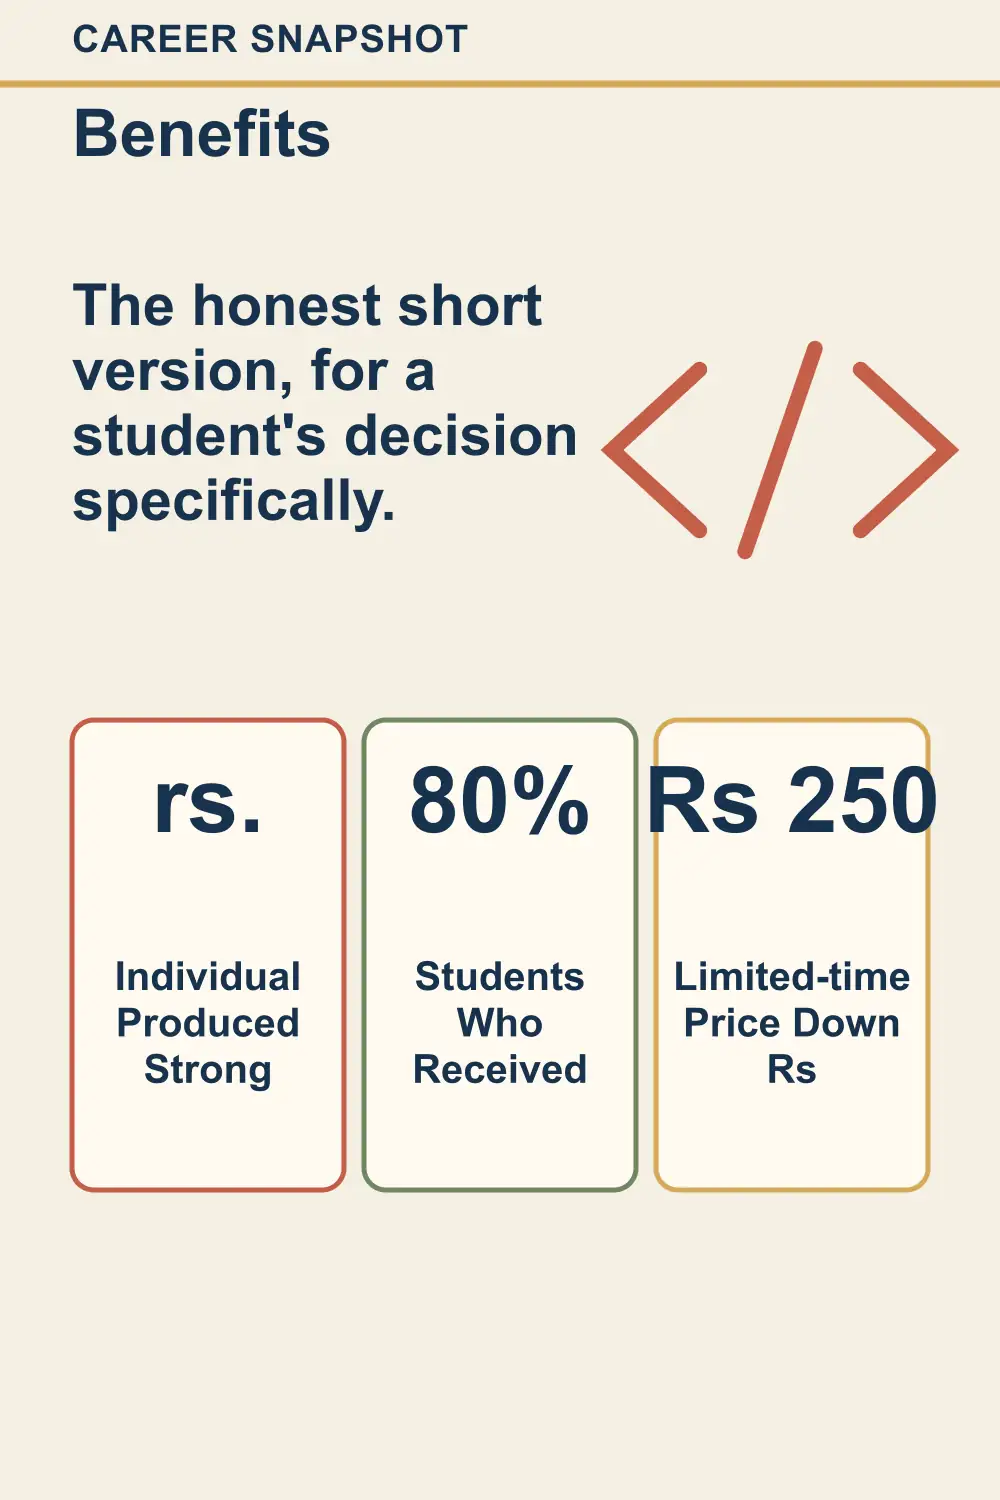 CAREER SNAPSHOT
Benefits
The honest short
version, for a
student's decision
specifically.
rs.
Individual
Produced
Strong
80%
Students
Who
Received
Rs 250
Limited-time
Price Down
Rs